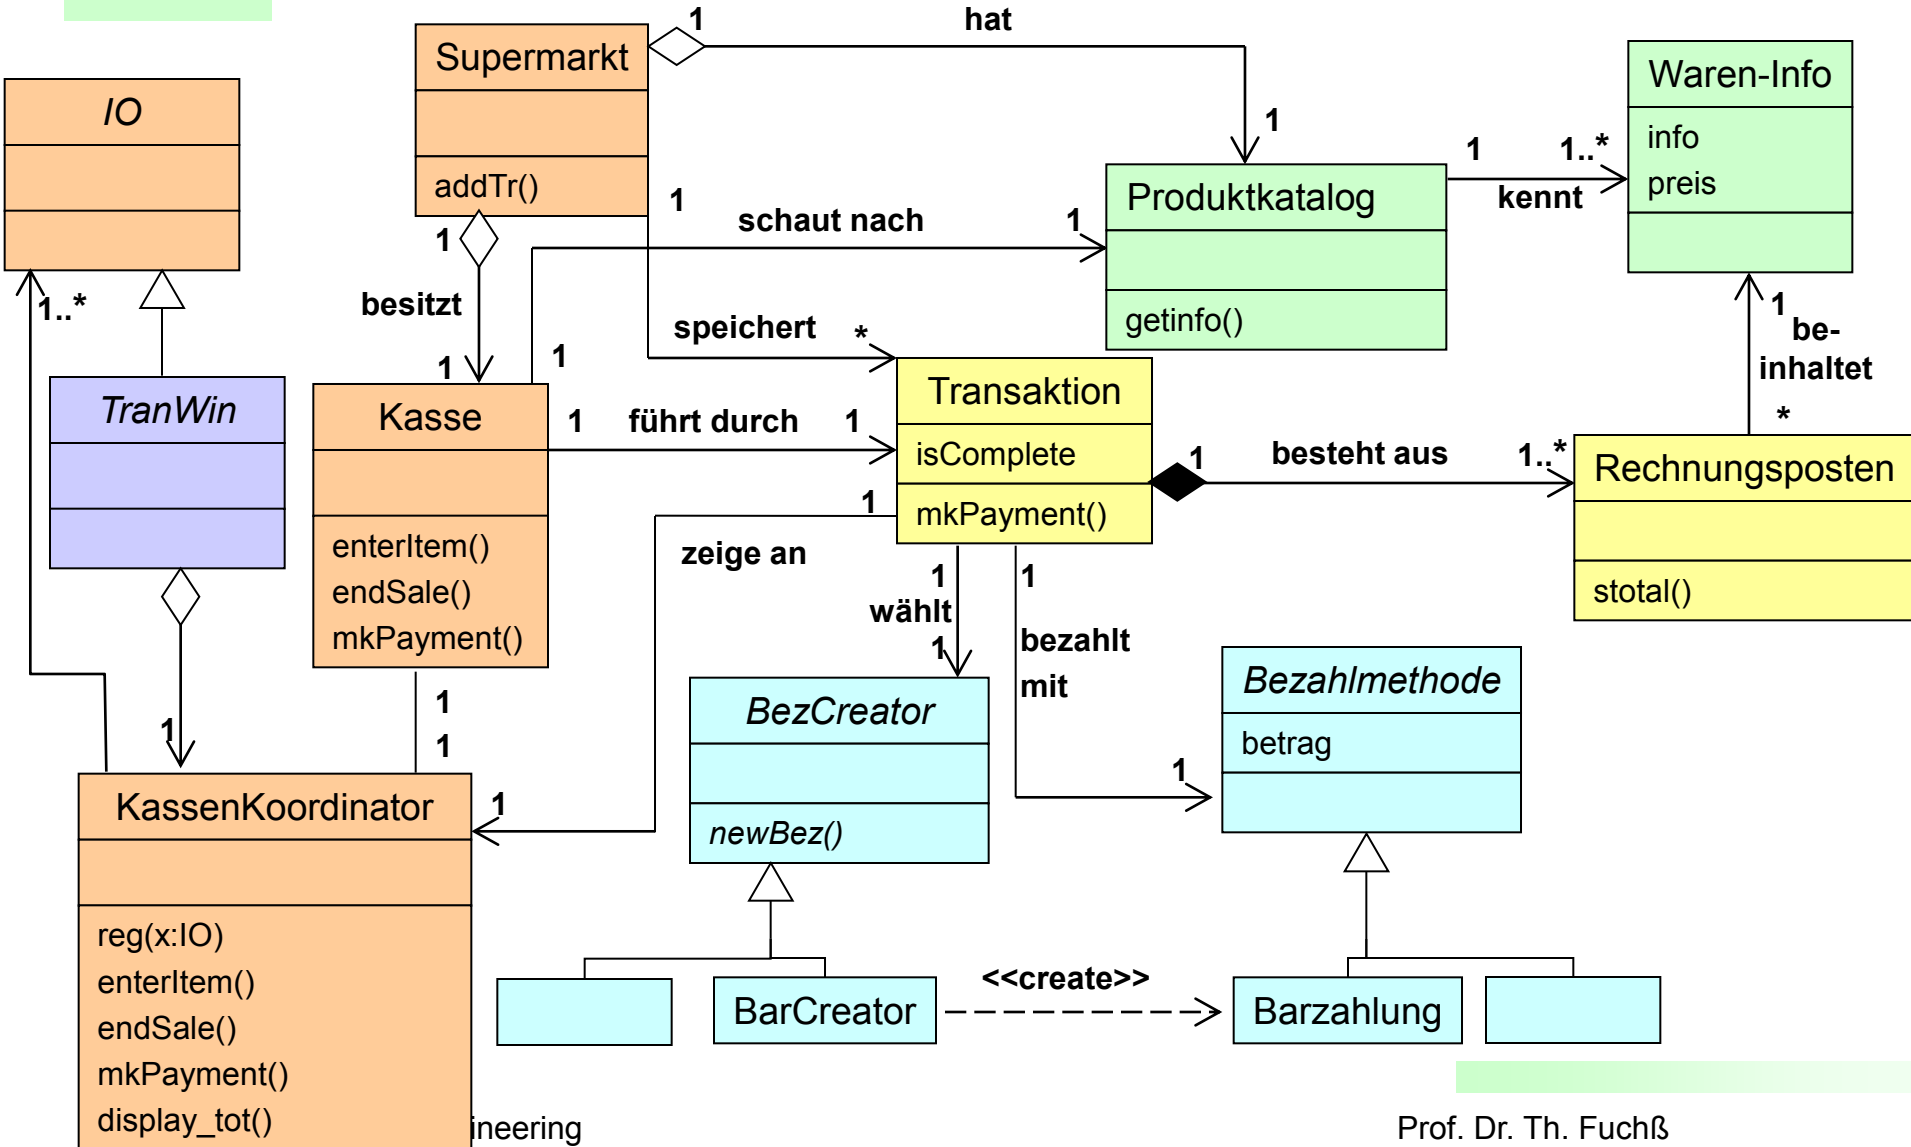 1
hat
Supermarkt
addTr()
IO
Waren-Info
info
preis
1
1
1..*
kennt
Produktkatalog
getinfo()
1
schaut nach
1
1
besitzt
1
1..*
speichert
*
1
1
be-
inhaltet
*
TranWin
Kasse
enterItem()
endSale()
mkPayment()
1
führt durch
1
Transaktion
isComplete
mkPayment()
1
besteht aus
1..*
Rechnungsposten
stotal()
1
zeige an
1
wählt
1
1
bezahlt
mit
1
BezCreator
newBez()
Bezahlmethode
betrag
1
1
1
KassenKoordinator
1
reg(x:IO)
enterItem()
endSale()
mkPayment()
display_tot()
BarCreator
<<create>>
Barzahlung
ineering
Prof. Dr. Th. Fuchß